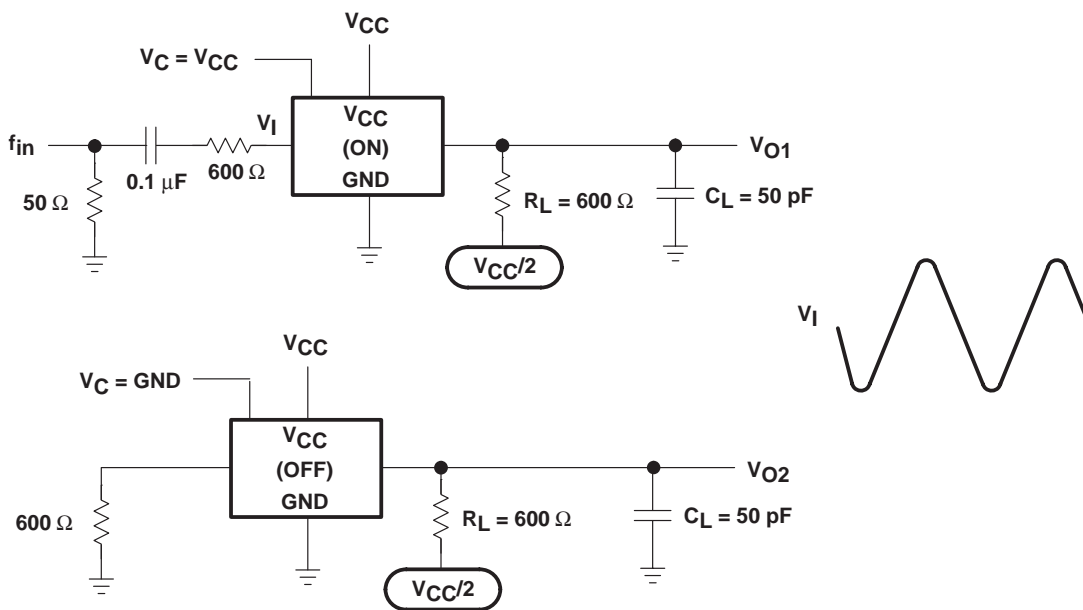 VCC
VC = VCC
fin
50 Ω
0.1 μF
600 Ω
VI
VCC
(ON)
GND
RL = 600 Ω
VCC/2
CL = 50 pF
VO1
VI
VCC
VC = GND
600 Ω
VCC
(OFF)
GND
RL = 600 Ω
VCC/2
CL = 50 pF
VO2